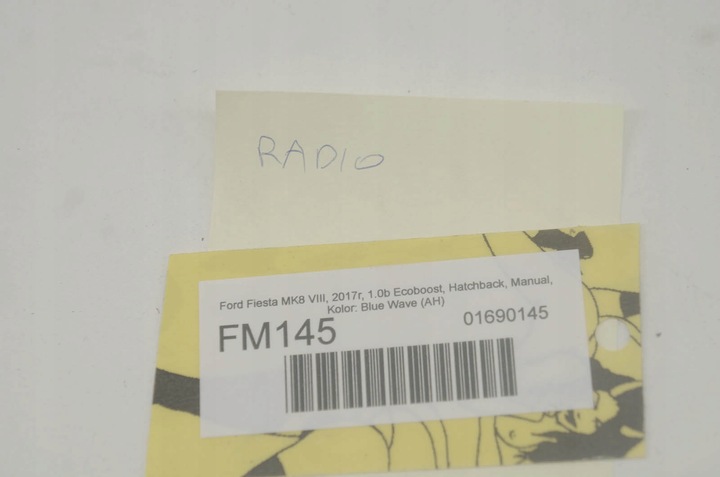 RADIO
Ford Fiesta MK8 VIII, 2017r, 1.0b Ecoboost, Hatchback, Manual,
Kolor: Blue Wave (AH)
FM145 01690145